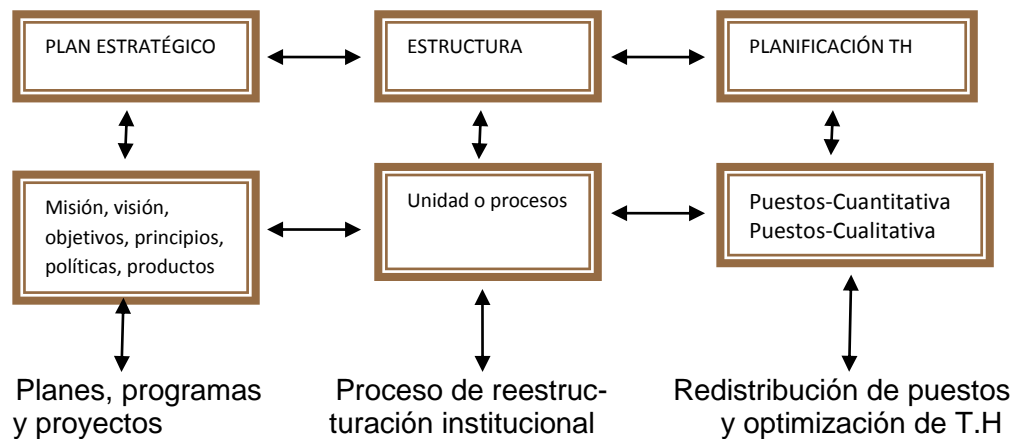 PLAN ESTRATÉGICO
ESTRUCTURA
PLANIFICACIÓN TH
Misión, visión,
objetivos, principios,
políticas, productos
Unidad o procesos
Puestos-Cuantitativa
Puestos-Cualitativa
Planes, programas
y proyectos
Proceso de reestruc-
turación institucional
Redistribución de puestos
y optimización de T.H